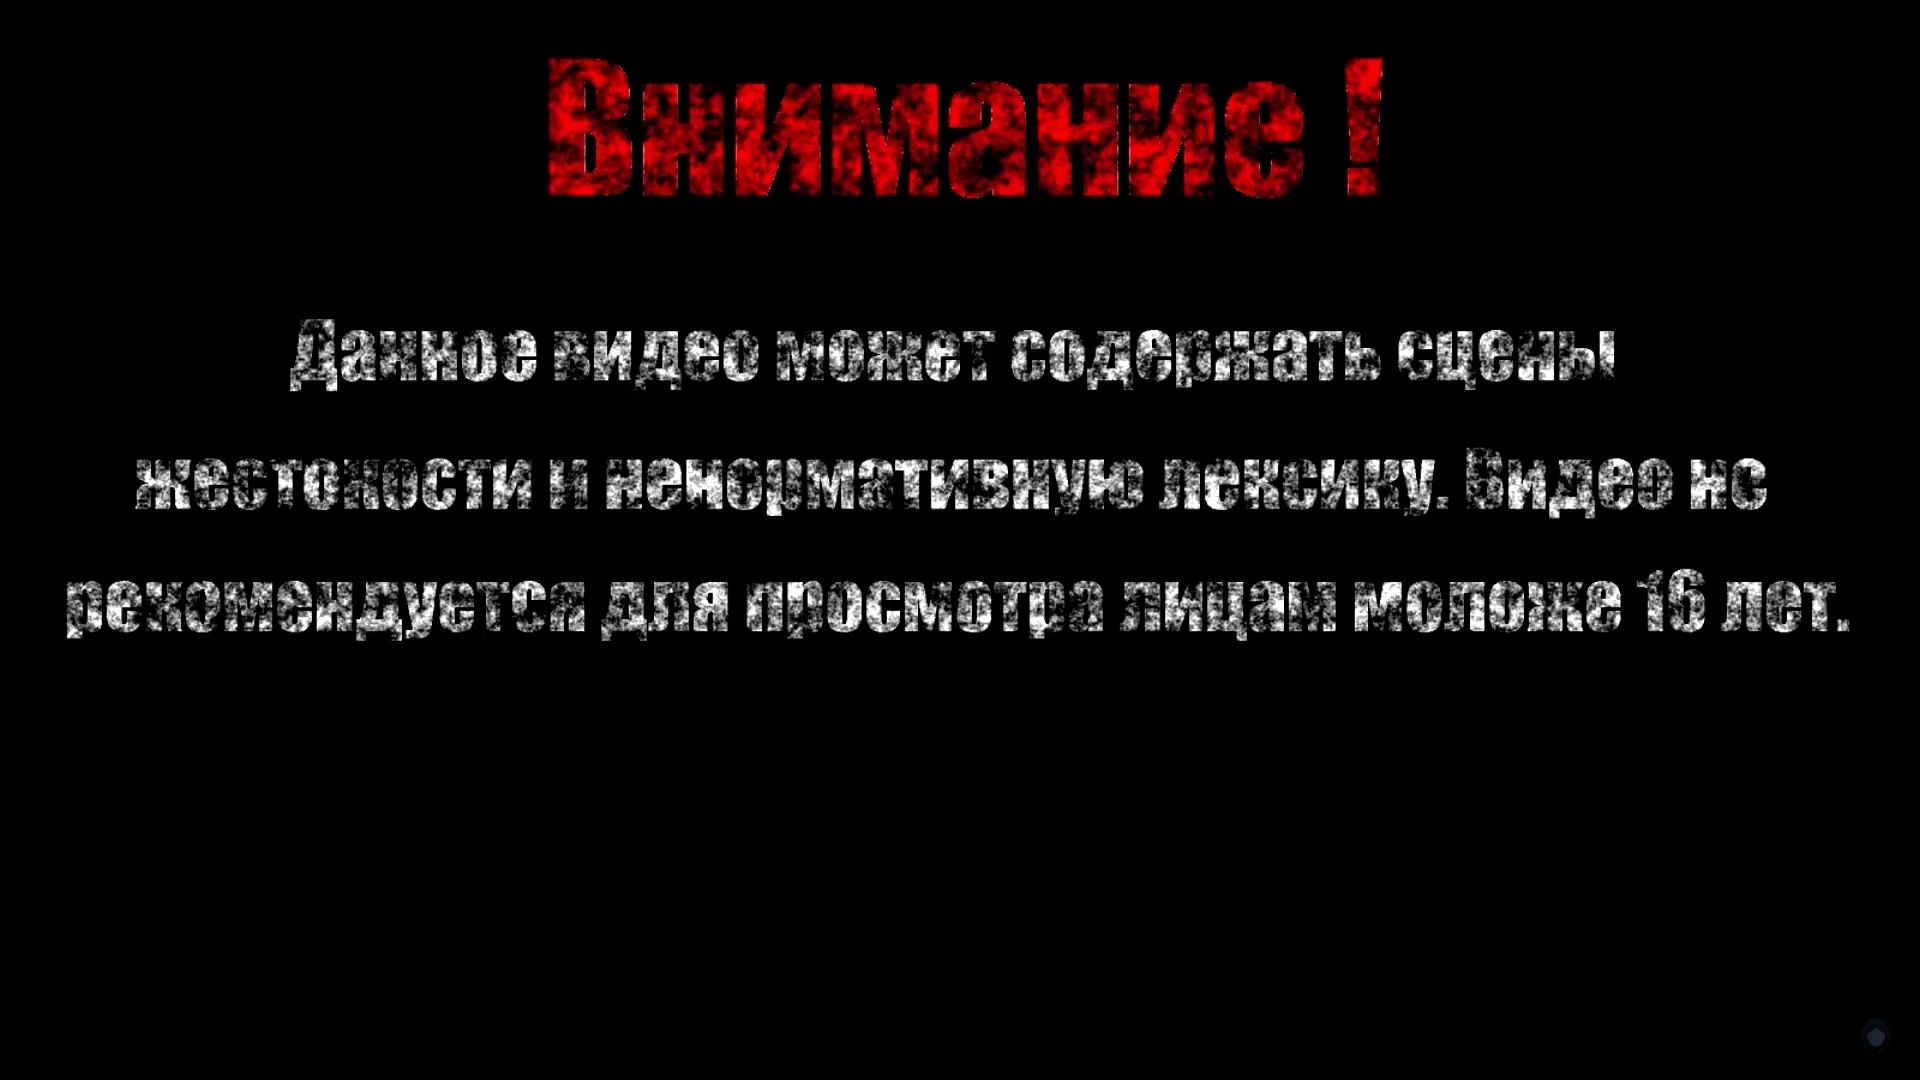 Внимание !
Данное видео может содержать сцены
жестокости и ненормативную лексику. Видео не
рекомендуется для просмотра лицам моложе 16 лет.